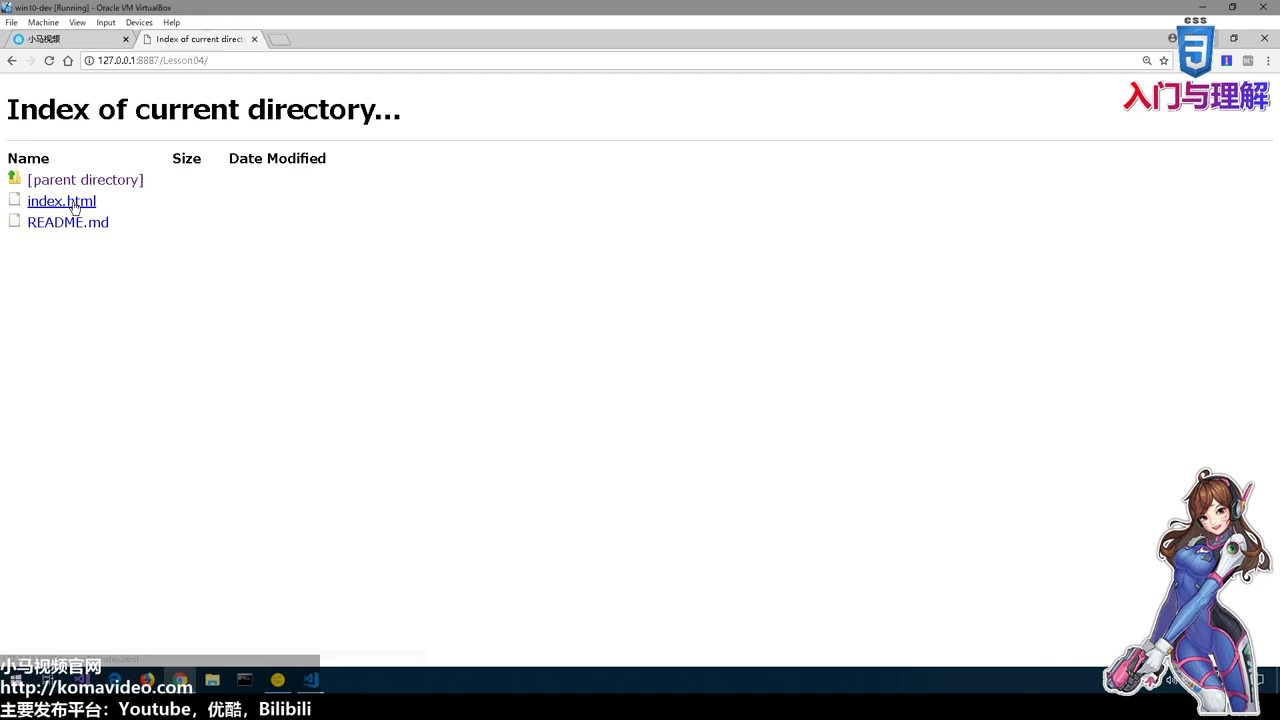 win10-dev [Running] - Oracle VM VirtualBox
File Machine View Input Devices Help
小马视频
Index of current direct
127.0.0.1:8887/Lesson04/
css
入门与理解
Index of current directory...
Name Size Date Modified
[parent directory]
index.html
README.md
小马视频官网
http://komavideo.com
主要发布平台：Youtube，优酷，Bilibili